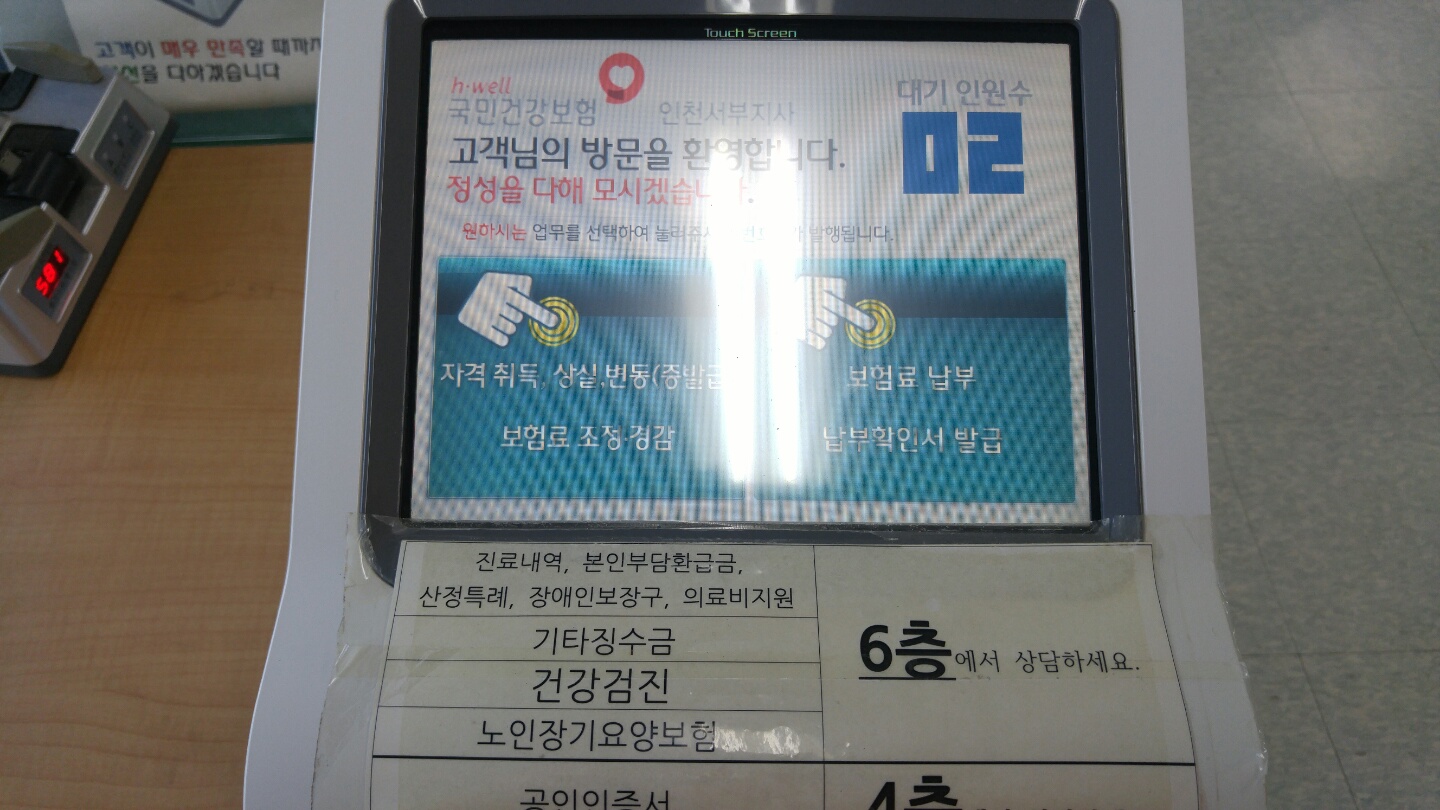 고객이 매우 만족할 때까지
다하겠습니다
581
Touch Screen
h·well
국민건강보험 인천서부지사
대기 인원수
02
고객님의 방문을 환영합니다.
정성을 다해 모시겠습니다.
원하시는 업무를 선택하여 눌러주시면 발행됩니다.
자격 취득, 상실,변동(증발급
보험료 조정·경감
보험료 납부
납부확인서 발급
진료내역, 본인부담환급금,
산정특례, 장애인보장구, 의료비지원
기타징수금
건강검진
노인장기요양보험
6층에서 상담하세요.
공인인증서
4층